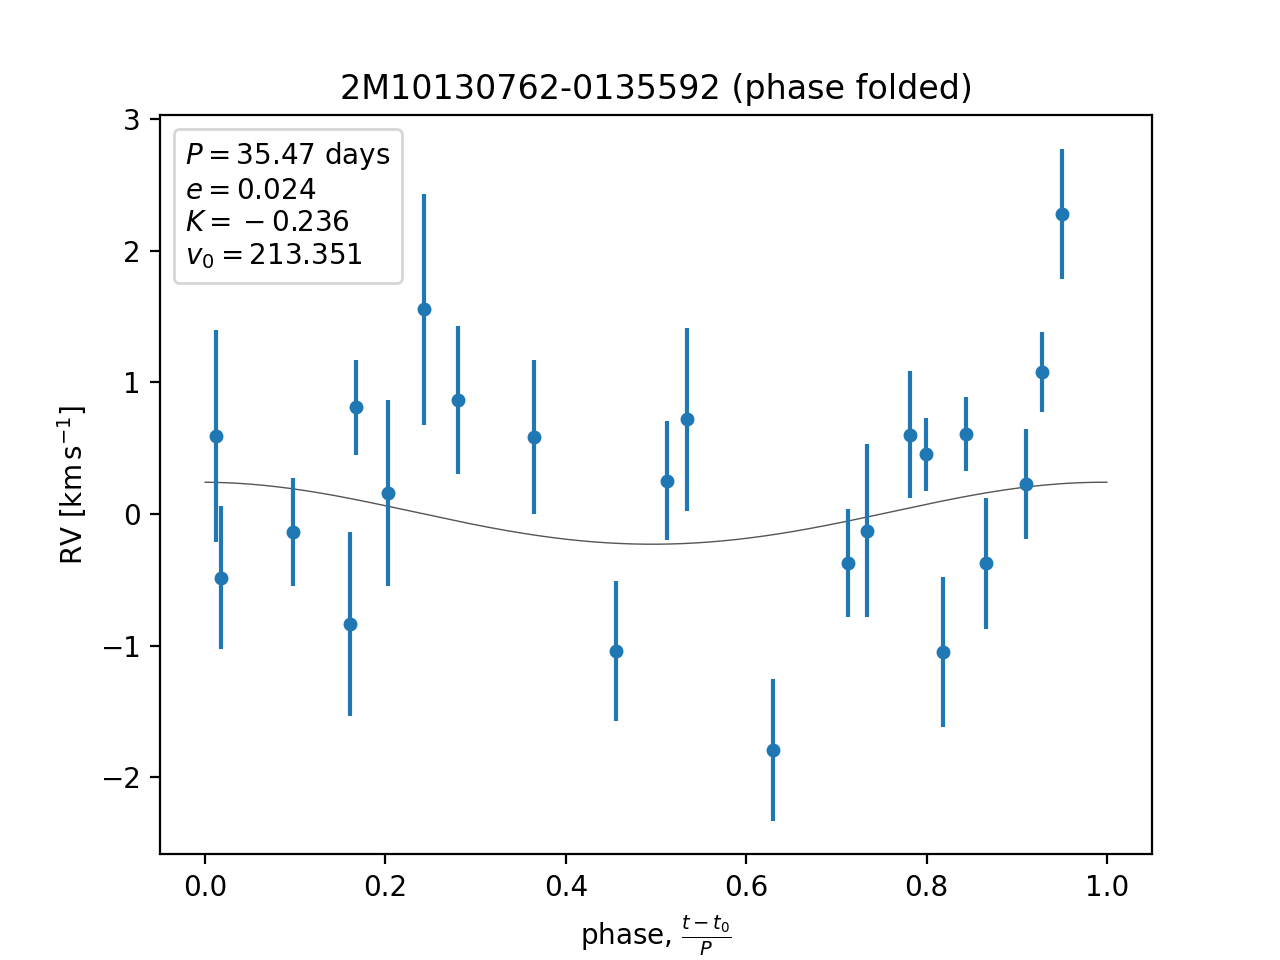 2M10130762-0135592 (phase folded)
P = 35.47 days
e = 0.024
K = −0.236
v₀ = 213.351
3
2
1
0
−1
−2
RV [km s⁻¹]
0.0 0.2 0.4 0.6 0.8 1.0
phase, (t − t₀)/P